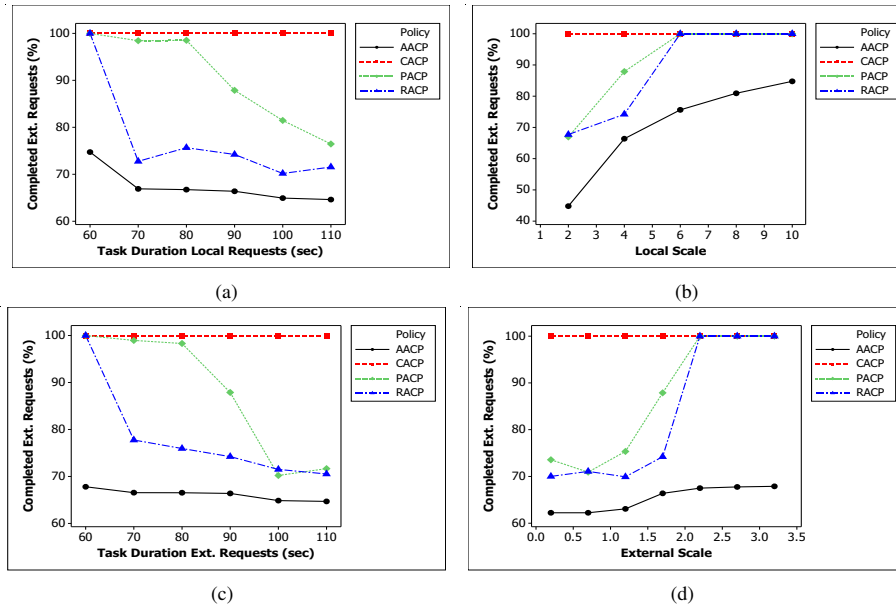 Completed Ext. Requests (%)
100
90
80
70
60
60
70
80
90
100
110
Task Duration Local Requests (sec)
Policy
AACP
CACP
PACP
RACP
(a)
Completed Ext. Requests (%)
100
90
80
70
60
50
40
1
2
3
4
5
6
7
8
9
10
Local Scale
Policy
AACP
CACP
PACP
RACP
(b)
Completed Ext. Requests (%)
100
90
80
70
60
60
70
80
90
100
110
Task Duration Ext. Requests (sec)
Policy
AACP
CACP
PACP
RACP
(c)
Completed Ext. Requests (%)
100
90
80
70
60
0.0
0.5
1.0
1.5
2.0
2.5
3.0
3.5
External Scale
Policy
AACP
CACP
PACP
RACP
(d)